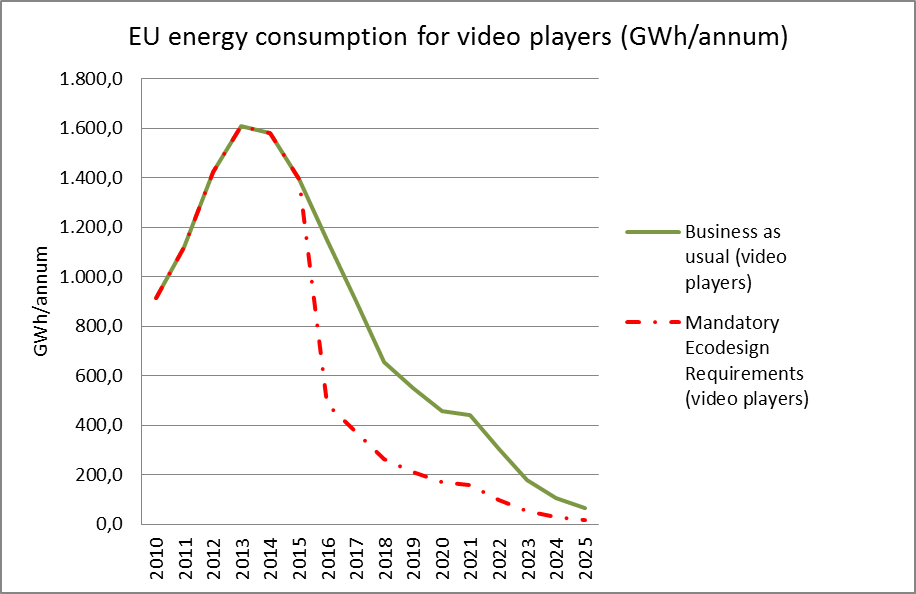 EU energy consumption for video players (GWh/annum)
GWh/annum
1.800,0
1.600,0
1.400,0
1.200,0
1.000,0
800,0
600,0
400,0
200,0
0,0
2010
2011
2012
2013
2014
2015
2016
2017
2018
2019
2020
2021
2022
2023
2024
2025
Business as
usual (video
players)
Mandatory
Ecodesign
Requirements
(video players)